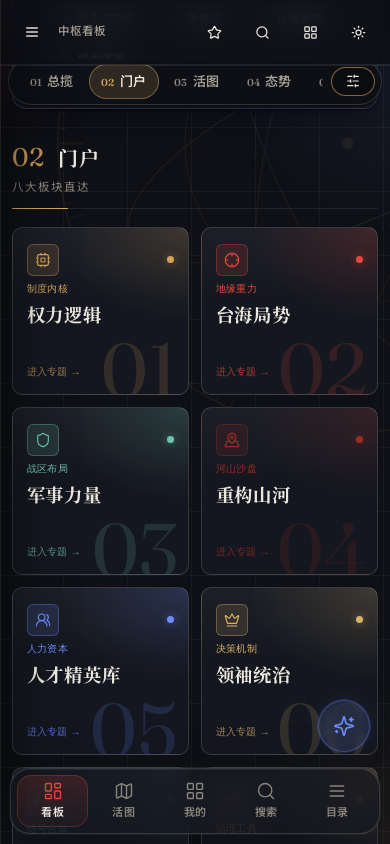 中枢看板
01 总揽
02 门户
03 活图
04 态势
02 门户
八大板块直达
制度内核
权力逻辑
进入专题 →
01
地缘重力
台海局势
进入专题 →
02
战区布局
军事力量
进入专题 →
03
河山沙盘
重构山河
进入专题 →
04
人力资本
人才精英库
进入专题 →
05
决策机制
领袖统治
进入专题 →
看板
活图
我的
搜索
目录